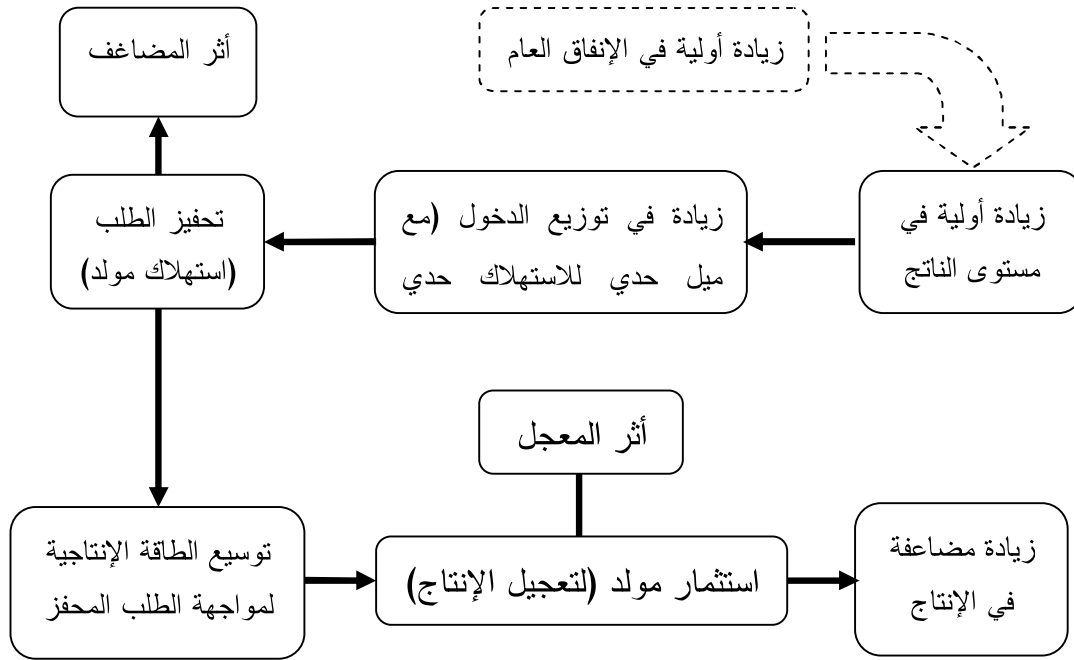 زيادة أولية في الإنفاق العام
أثر المضاغف
زيادة أولية في
مستوى الناتج
زيادة في توزيع الدخول (مع
ميل حدي للاستهلاك حدي
تحفيز الطلب
(استهلاك مولد)
أثر المعجل
توسيع الطاقة الإنتاجية
لمواجهة الطلب المحفز
استثمار مولد (لتعجيل الإنتاج)
زيادة مضاعفة
في الإنتاج